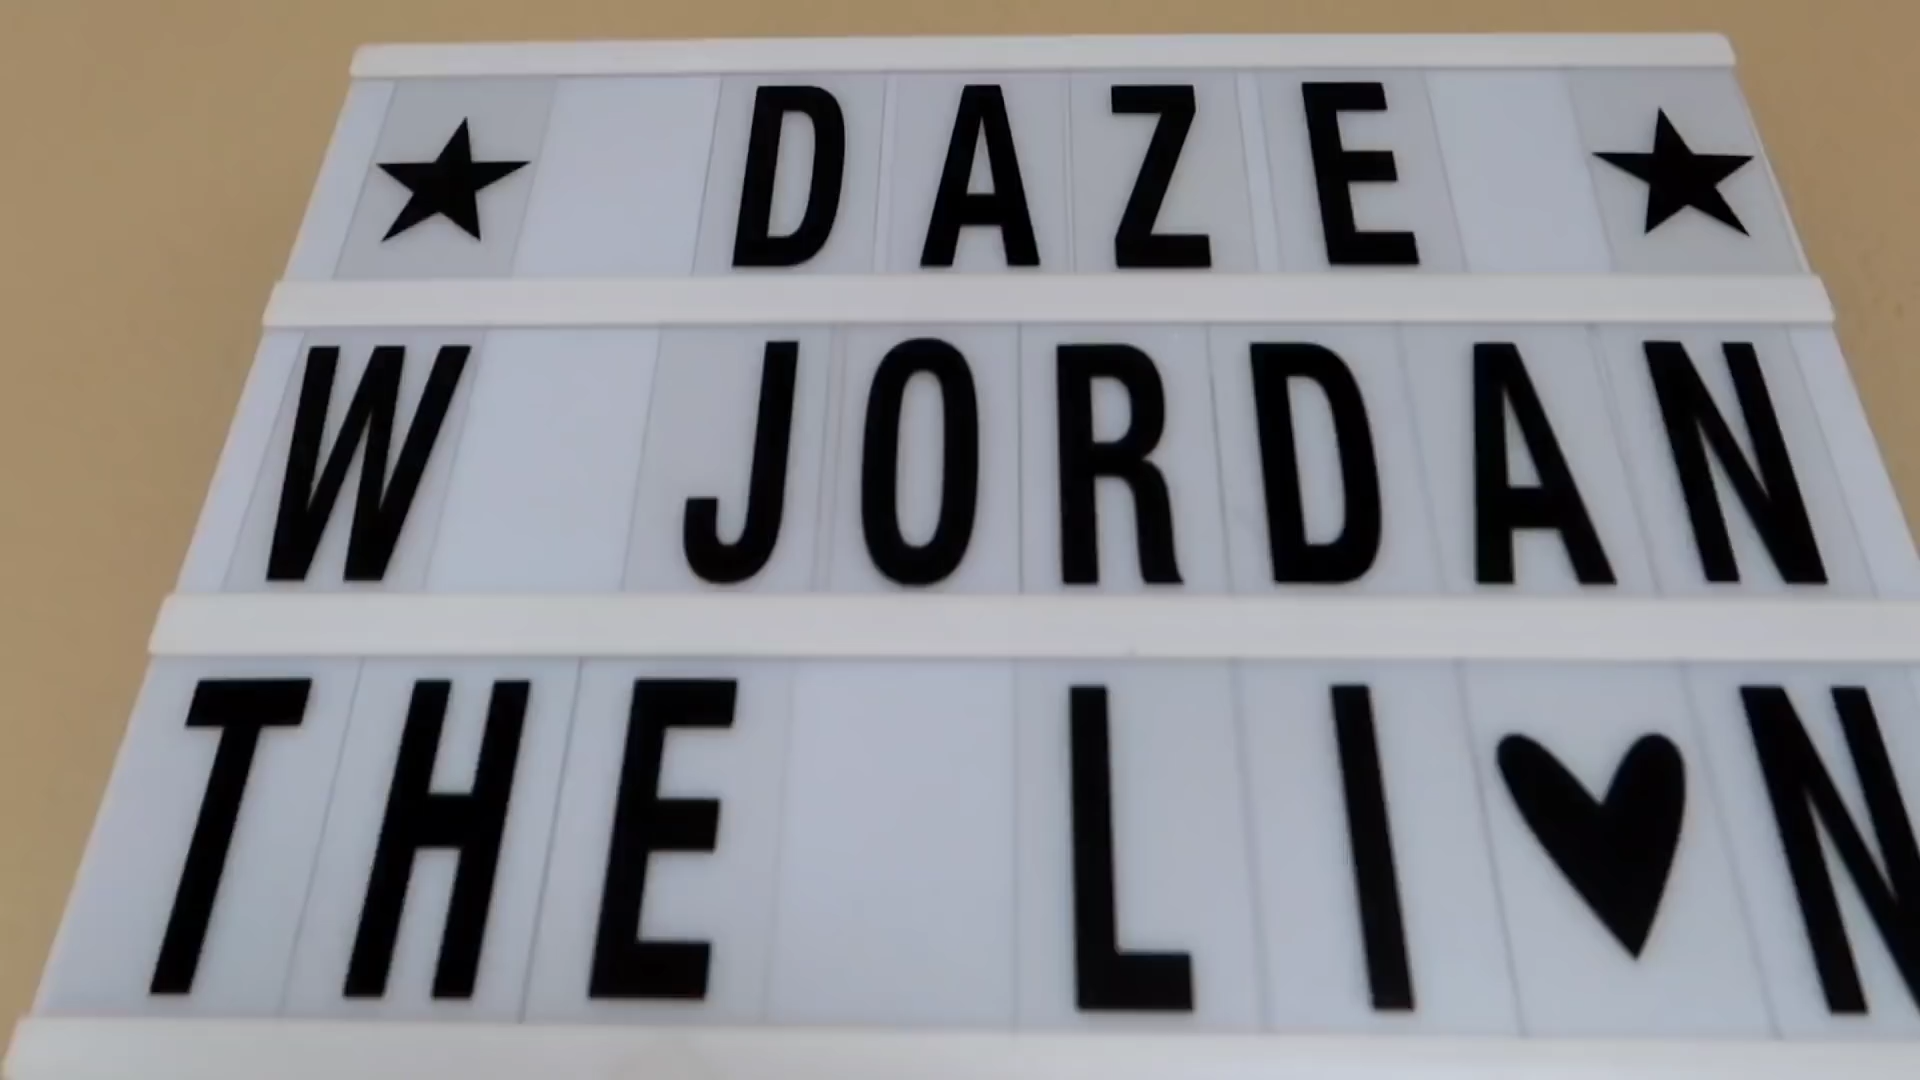 ★ DAZE ★
W JORDAN
THE LI♥N